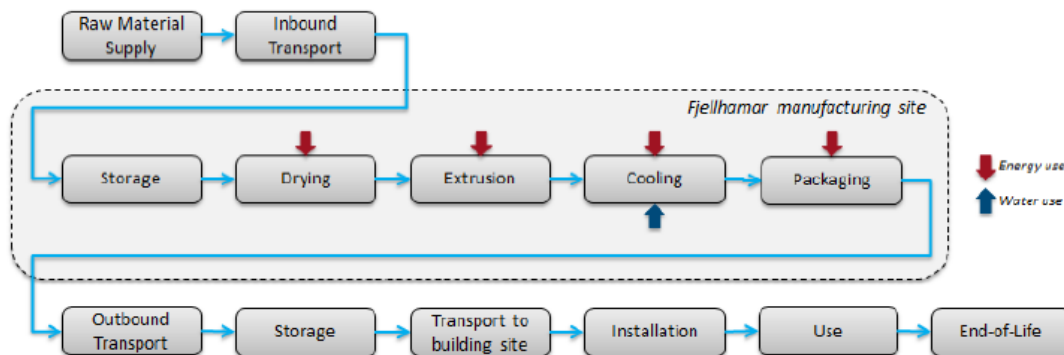 Raw Material
Supply
Inbound
Transport
Fjellhamar manufacturing site
Storage
Drying
Extrusion
Cooling
Packaging
Energy use
Water use
Outbound
Transport
Storage
Transport to
building site
Installation
Use
End-of-Life